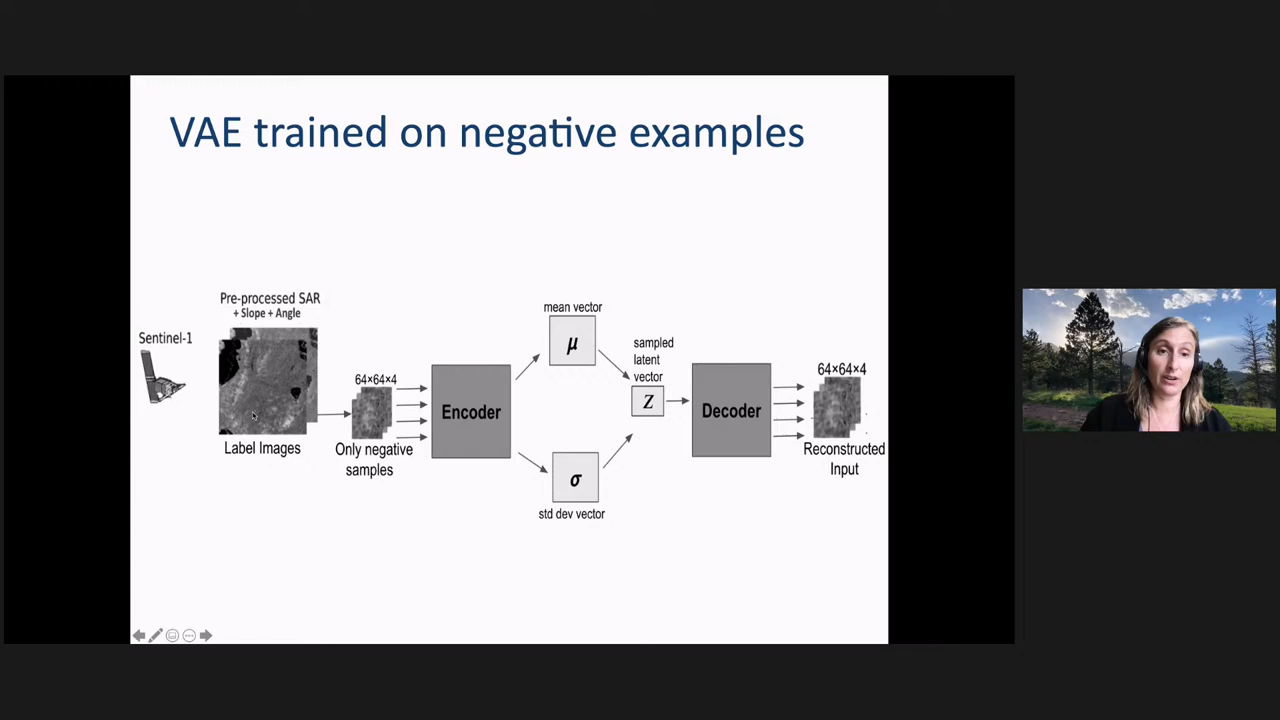 VAE trained on negative examples
Pre-processed SAR
+ Slope + Angle
Sentinel-1
Label Images
64×64×4
Only negative
samples
Encoder
mean vector
μ
σ
std dev vector
sampled
latent
vector
Z
Decoder
64×64×4
Reconstructed
Input